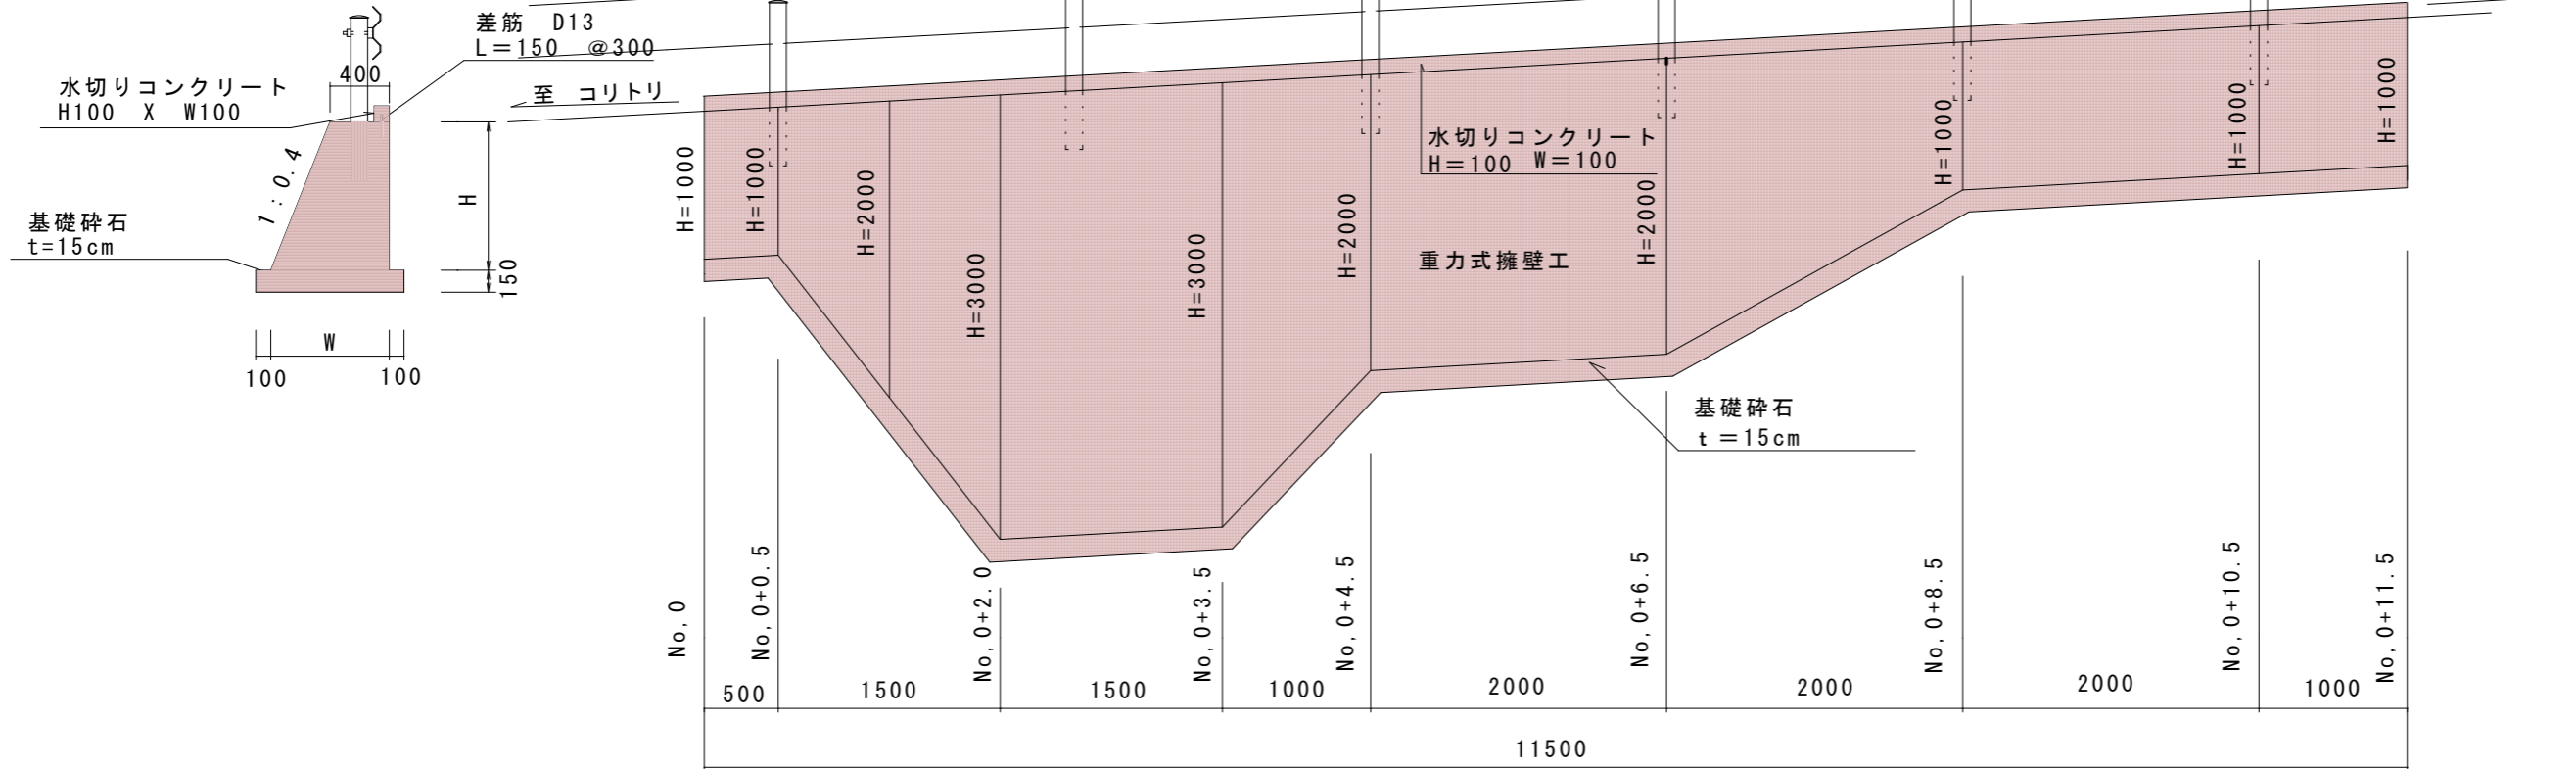 差筋 D13
L=150 @300
400
水切りコンクリート
H100 X W100
1:0.4
H
基礎砕石
t=15cm
150
W
100
100
至 コリトリ
H=1000
H=1000
H=2000
H=3000
H=3000
H=2000
H=2000
H=1000
H=1000
H=1000
水切りコンクリート
H=100 W=100
重力式擁壁工
基礎砕石
t=15cm
No,0
No,0+0.5
No,0+2.0
No,0+3.5
No,0+4.5
No,0+6.5
No,0+8.5
No,0+10.5
No,0+11.5
500
1500
1500
1000
2000
2000
2000
1000
11500